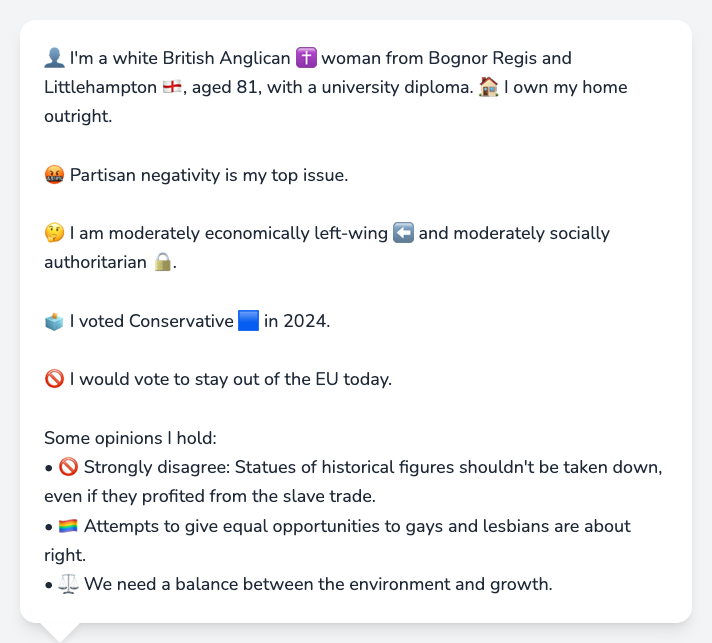 👤 I'm a white British Anglican ✝️ woman from Bognor Regis and
Littlehampton 🏴󠁧󠁢󠁥󠁮󠁧󠁿, aged 81, with a university diploma. 🏠 I own my home
outright.
🤬 Partisan negativity is my top issue.
🤔 I am moderately economically left-wing ⬅️ and moderately socially
authoritarian 🔒.
🗳️ I voted Conservative 🟦 in 2024.
🚫 I would vote to stay out of the EU today.
Some opinions I hold:
• 🚫 Strongly disagree: Statues of historical figures shouldn't be taken down,
even if they profited from the slave trade.
• 🏳️‍🌈 Attempts to give equal opportunities to gays and lesbians are about
right.
• ⚖️ We need a balance between the environment and growth.